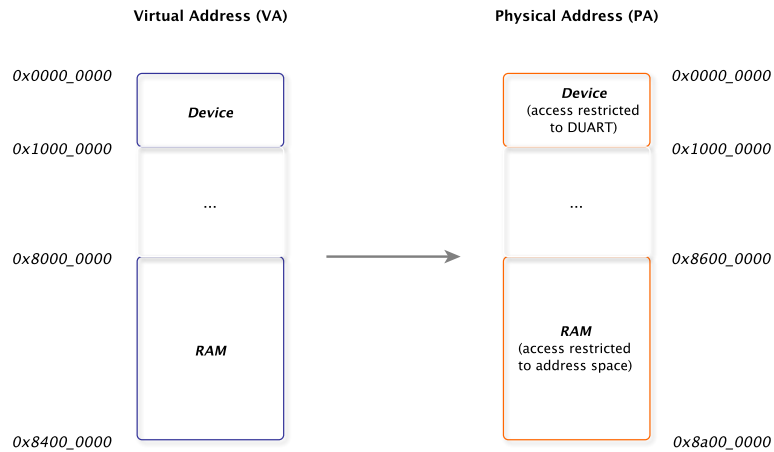 Virtual Address (VA)
Physical Address (PA)
0x0000_0000
Device
0x1000_0000
...
0x8000_0000
RAM
0x8400_0000
0x0000_0000
Device
(access restricted
to DUART)
0x1000_0000
...
0x8600_0000
RAM
(access restricted
to address space)
0x8a00_0000